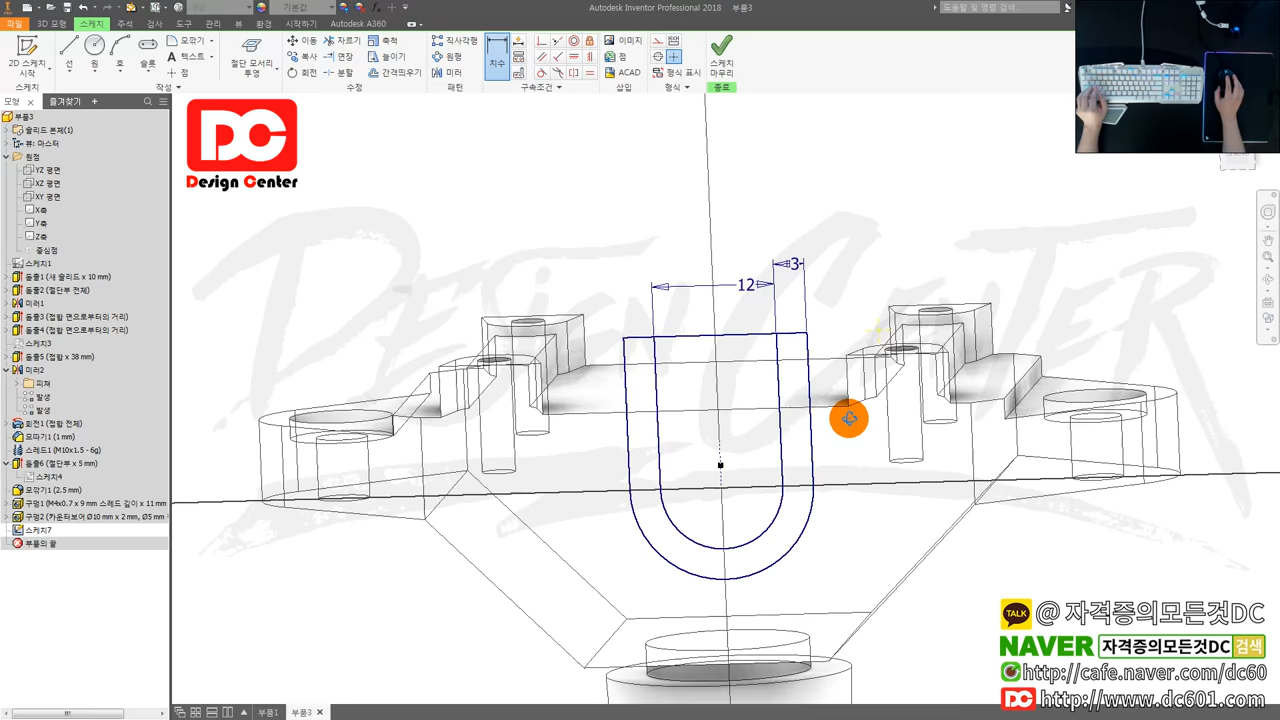 Autodesk Inventor Professional 2018 부품3
검색 및 명령 검색...
파일 3D 모형 스케치 검사 도구 관리 뷰 환경 시작하기 Autodesk A360
모깎기 이동 자르기 축척 직사각형 이미지
텍스트 복사 연장 늘이기 원형 점
점 회전 분할 간격띄우기 미러 ACAD 형식 표시
2D 스케치 시작 선 원 호 슬롯 절단 모서리 투영 치수 스케치 마무리
스케치 작성 수정 패턴 구속조건 삽입 형식 종료
모형 즐겨찾기
부품3
솔리드 본체(1)
뷰: 마스터
원점
YZ 평면
XZ 평면
XY 평면
X축
Y축
Z축
중심점
스케치1
돌출1 (새 솔리드 x 10 mm)
돌출2 (절단부 전체)
미러1
돌출3 (접합 면으로부터의 거리)
돌출4 (접합 면으로부터의 거리)
스케치3
돌출5 (접합 x 38 mm)
미러2
피쳐
발생
발생
회전1 (접합 전체)
모따기1 (1 mm)
스레드1 (M10x1.5 - 6g)
돌출6 (절단부 x 5 mm)
스케치4
모깎기1 (2.5 mm)
구멍1 (M4x0.7 x 9 mm 스레드 깊이 x 11 mm
구멍2 (카운터보어 Ø10 mm x 2 mm, Ø5 mm
스케치7
부품의 끝
DC
Design Center
DESIGN CENTER
3
12
TALK @ 자격증의모든것DC
NAVER 자격증의모든것DC 검색
http://cafe.naver.com/dc60
DC http://www.dc601.com/
부품1 부품3